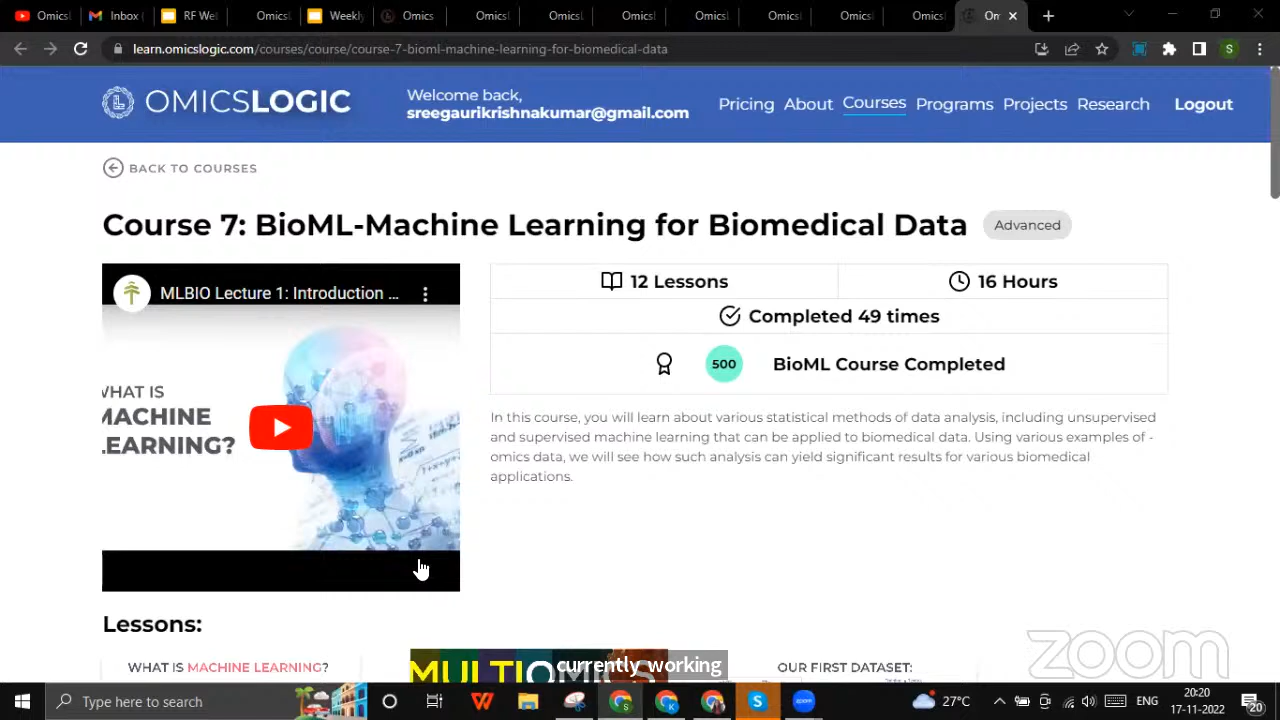 Omics
Inbox (
RF We
Omics
Weekly
Omics
Omics
Omics
Omics
Omics
Omics
Omics
Omics
On
learn.omicslogic.com/courses/course/course-7-bioml-machine-learning-for-biomedical-data
S
OMICSLOGIC
Welcome back,
sreegaurikrishnakumar@gmail.com
Pricing About Courses Programs Projects Research Logout
BACK TO COURSES
Course 7: BioML-Machine Learning for Biomedical Data
Advanced
MLBIO Lecture 1: Introduction ...
WHAT IS
MACHINE
LEARNING?
12 Lessons
16 Hours
Completed 49 times
500
BioML Course Completed
In this course, you will learn about various statistical methods of data analysis, including unsupervised
and supervised machine learning that can be applied to biomedical data. Using various examples of -
omics data, we will see how such analysis can yield significant results for various biomedical
applications.
Lessons:
WHAT IS MACHINE LEARNING?
MULTIOMICS
OUR FIRST DATASET:
currently working
zoom
Type here to search
27°C
ENG
20:20
17-11-2022
20